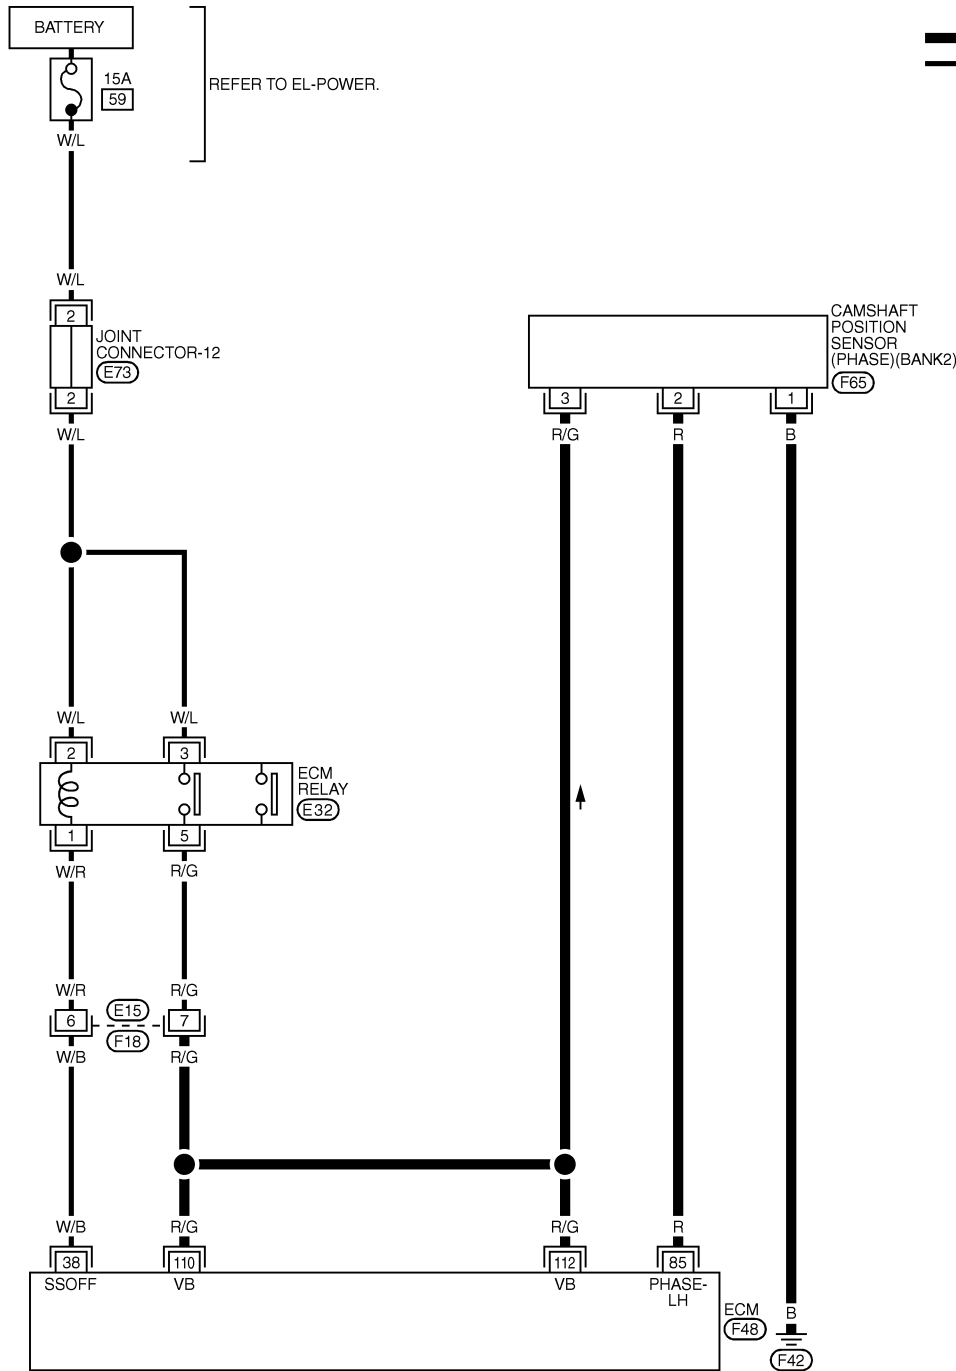 BATTERY
15A
59
REFER TO EL-POWER.
W/L
W/L
2
JOINT
CONNECTOR-12
E73
2
W/L
CAMSHAFT
POSITION
SENSOR
(PHASE)(BANK2)
F65
3
2
1
R/G
R
B
W/L
W/L
2
3
ECM
RELAY
E32
1
5
W/R
R/G
W/R
R/G
6
E15
F18
7
W/B
R/G
W/B
R/G
R/G
R
38
110
112
85
SSOFF
VB
VB
PHASE-
LH
ECM
F48
B
F42